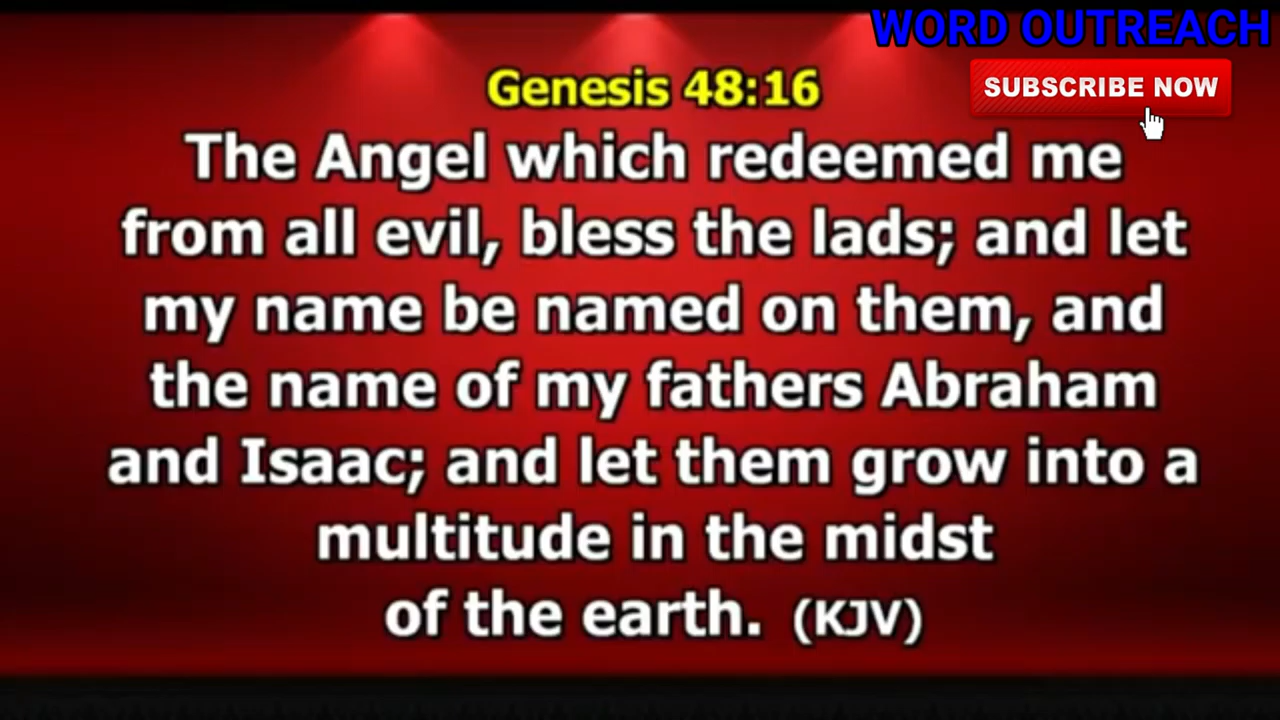 WORD OUTREACH
SUBSCRIBE NOW
Genesis 48:16
The Angel which redeemed me
from all evil, bless the lads; and let
my name be named on them, and
the name of my fathers Abraham
and Isaac; and let them grow into a
multitude in the midst
of the earth. (KJV)